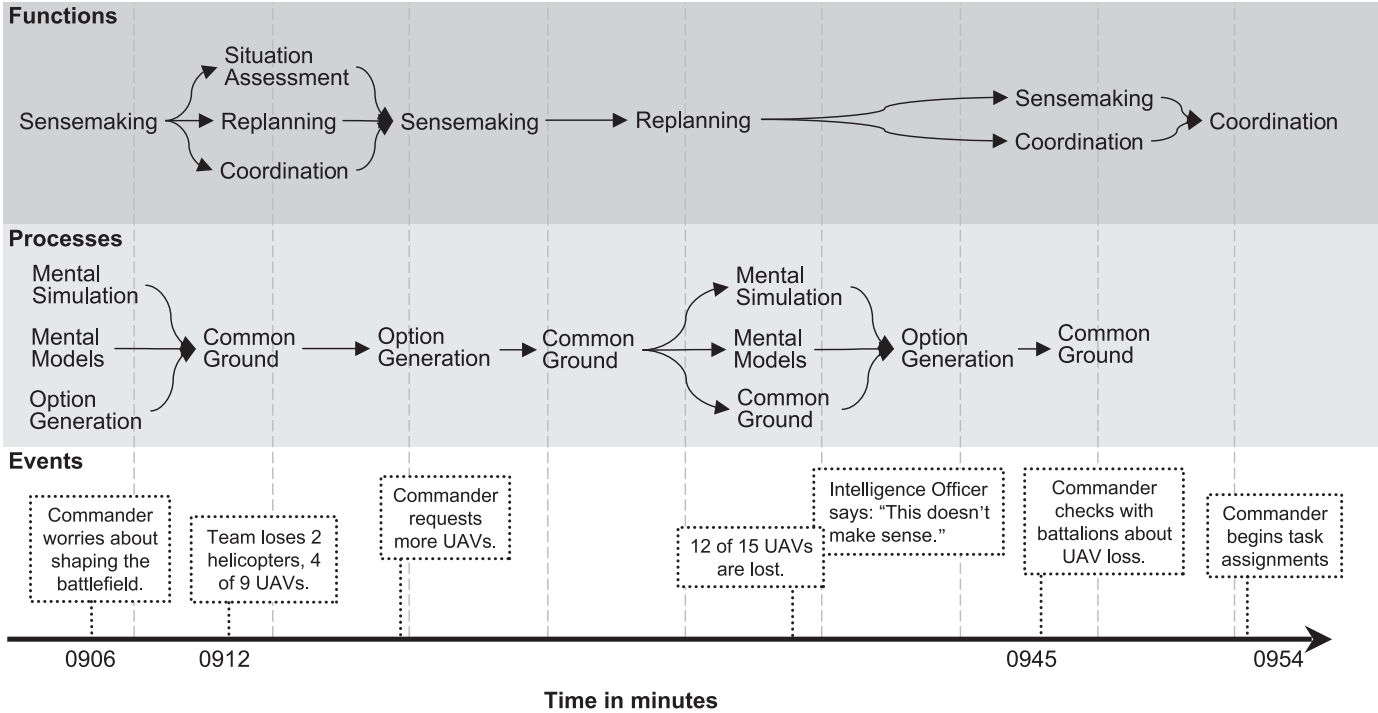 Functions
Situation
Assessment
Sensemaking
Replanning
Coordination
Sensemaking
Replanning
Sensemaking
Coordination
Coordination
Processes
Mental
Simulation
Mental
Models
Option
Generation
Common
Ground
Option
Generation
Common
Ground
Mental
Simulation
Mental
Models
Common
Ground
Option
Generation
Common
Ground
Events
Commander
worries about
shaping the
battlefield.
Team loses 2
helicopters, 4
of 9 UAVs.
Commander
requests
more UAVs.
12 of 15 UAVs
are lost.
Intelligence Officer
says: “This doesn’t
make sense.”
Commander
checks with
battalions about
UAV loss.
Commander
begins task
assignments
0906
0912
0945
0954
Time in minutes